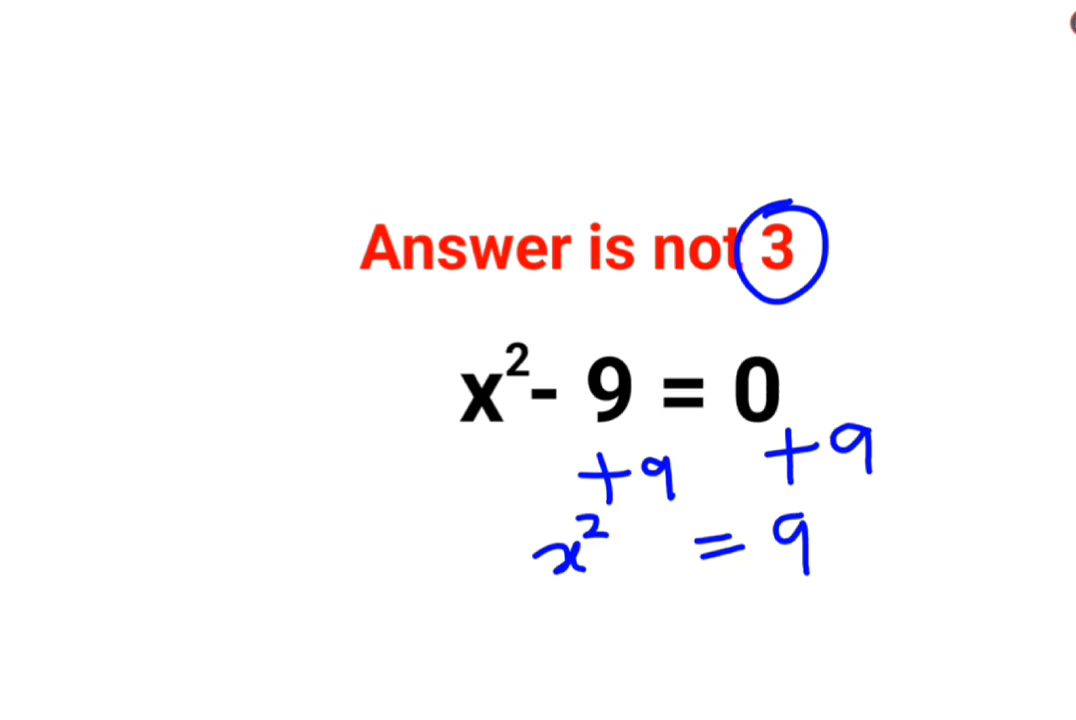 Answer is not 3
x²- 9 = 0
+9 +9
x² = 9